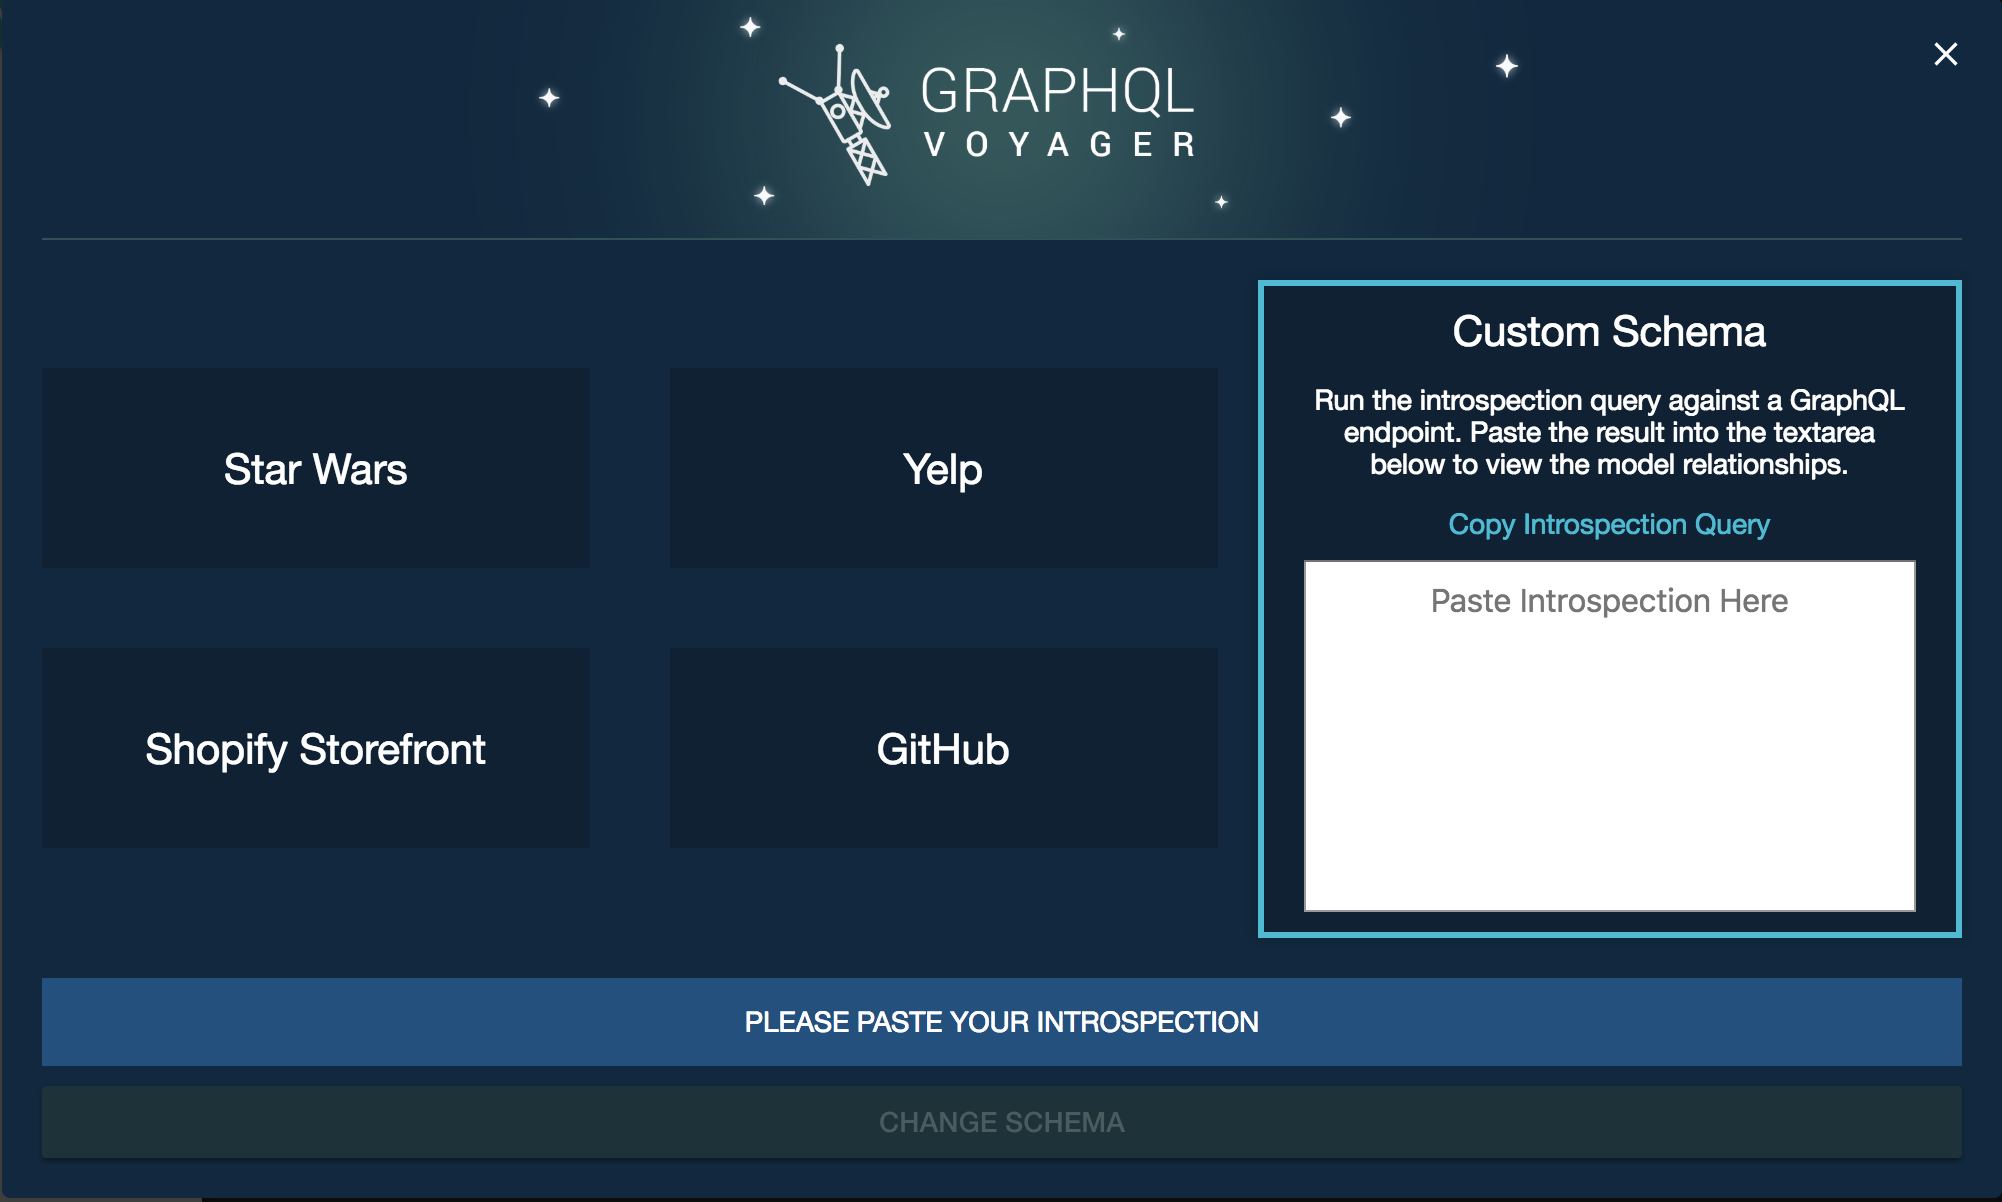 GRAPHQL
VOYAGER
Star Wars
Yelp
Shopify Storefront
GitHub
Custom Schema
Run the introspection query against a GraphQL
endpoint. Paste the result into the textarea
below to view the model relationships.
Copy Introspection Query
Paste Introspection Here
PLEASE PASTE YOUR INTROSPECTION
CHANGE SCHEMA